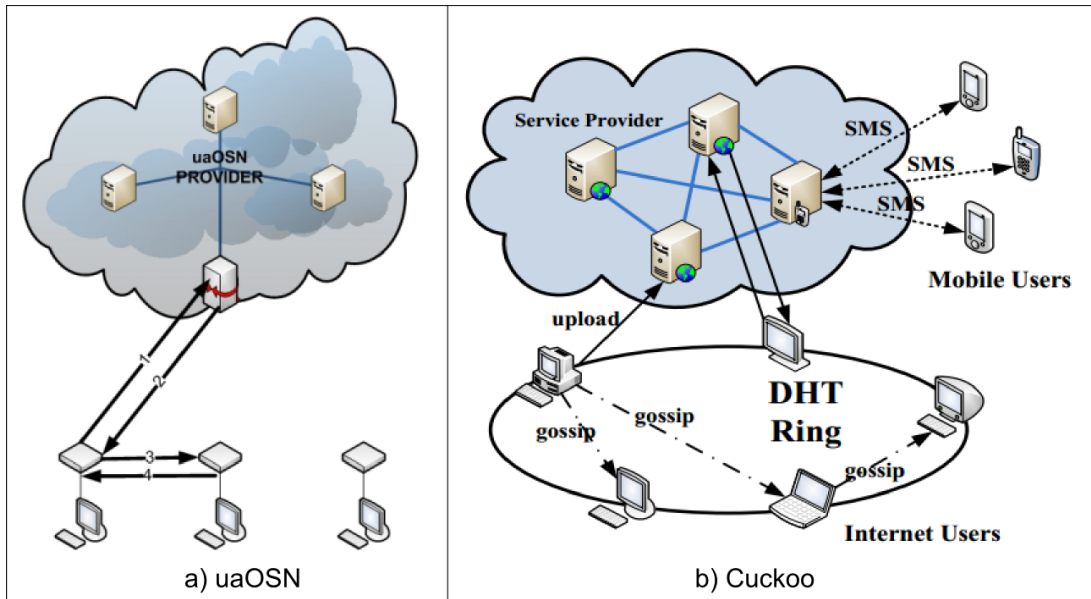 uaOSN
PROVIDER
1
2
3
4
a) uaOSN
Service Provider
SMS
SMS
SMS
Mobile Users
upload
DHT
Ring
gossip
gossip
gossip
Internet Users
b) Cuckoo